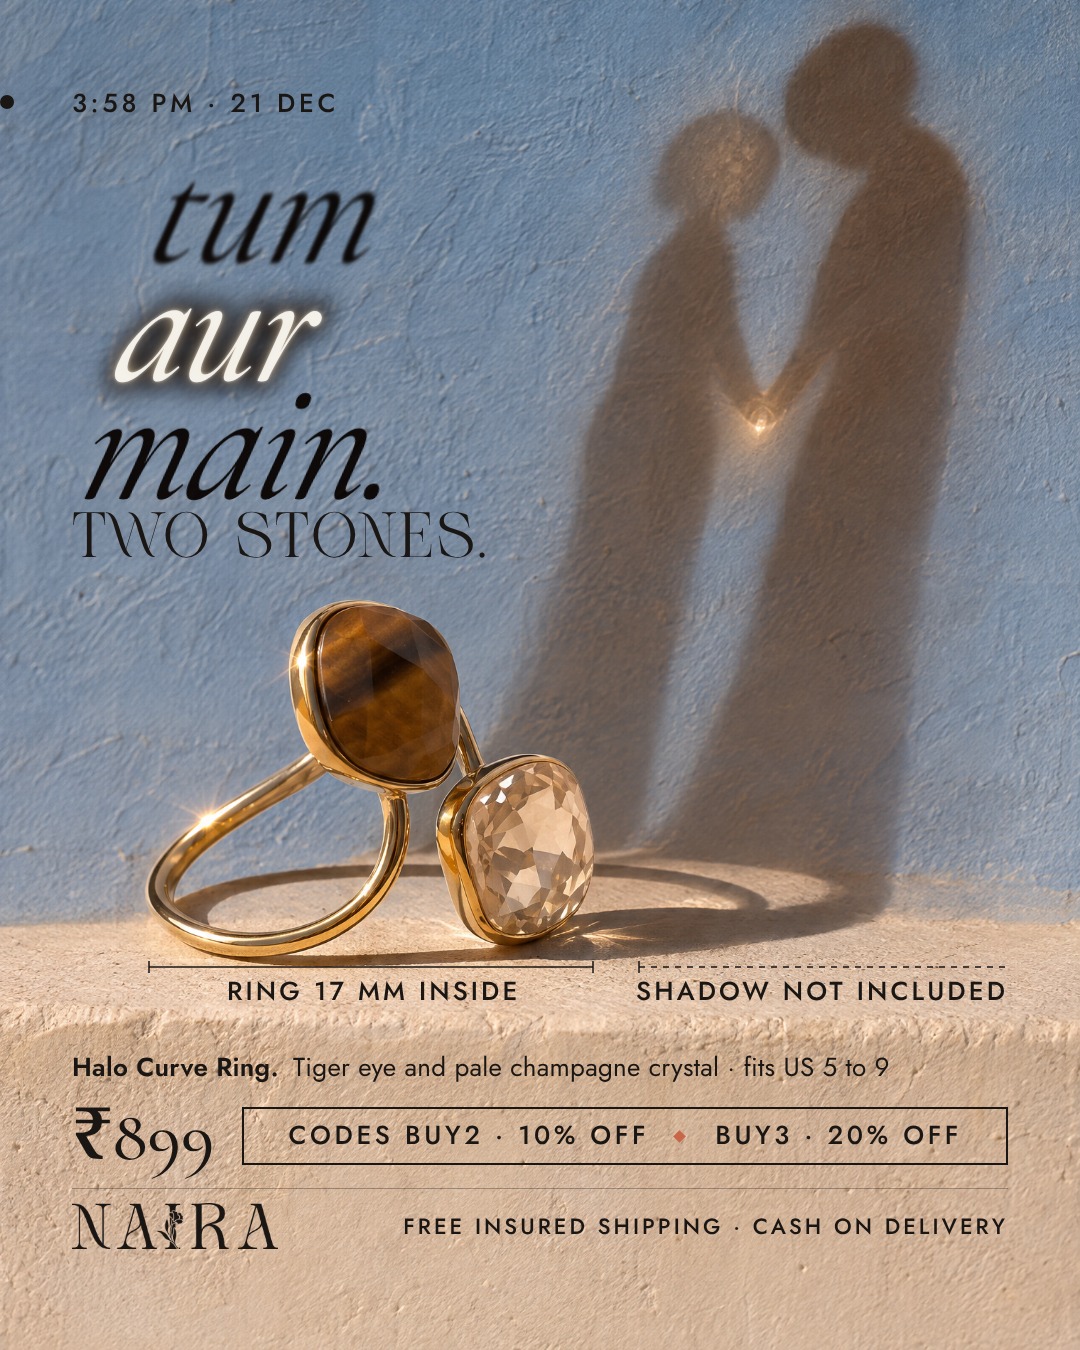 3:58 PM · 21 DEC
tum
aur
main.
TWO STONES.
RING 17 MM INSIDE
SHADOW NOT INCLUDED
Halo Curve Ring. Tiger eye and pale champagne crystal · fits US 5 to 9
₹899
CODES BUY2 · 10% OFF ◆ BUY3 · 20% OFF
NAIRA
FREE INSURED SHIPPING · CASH ON DELIVERY